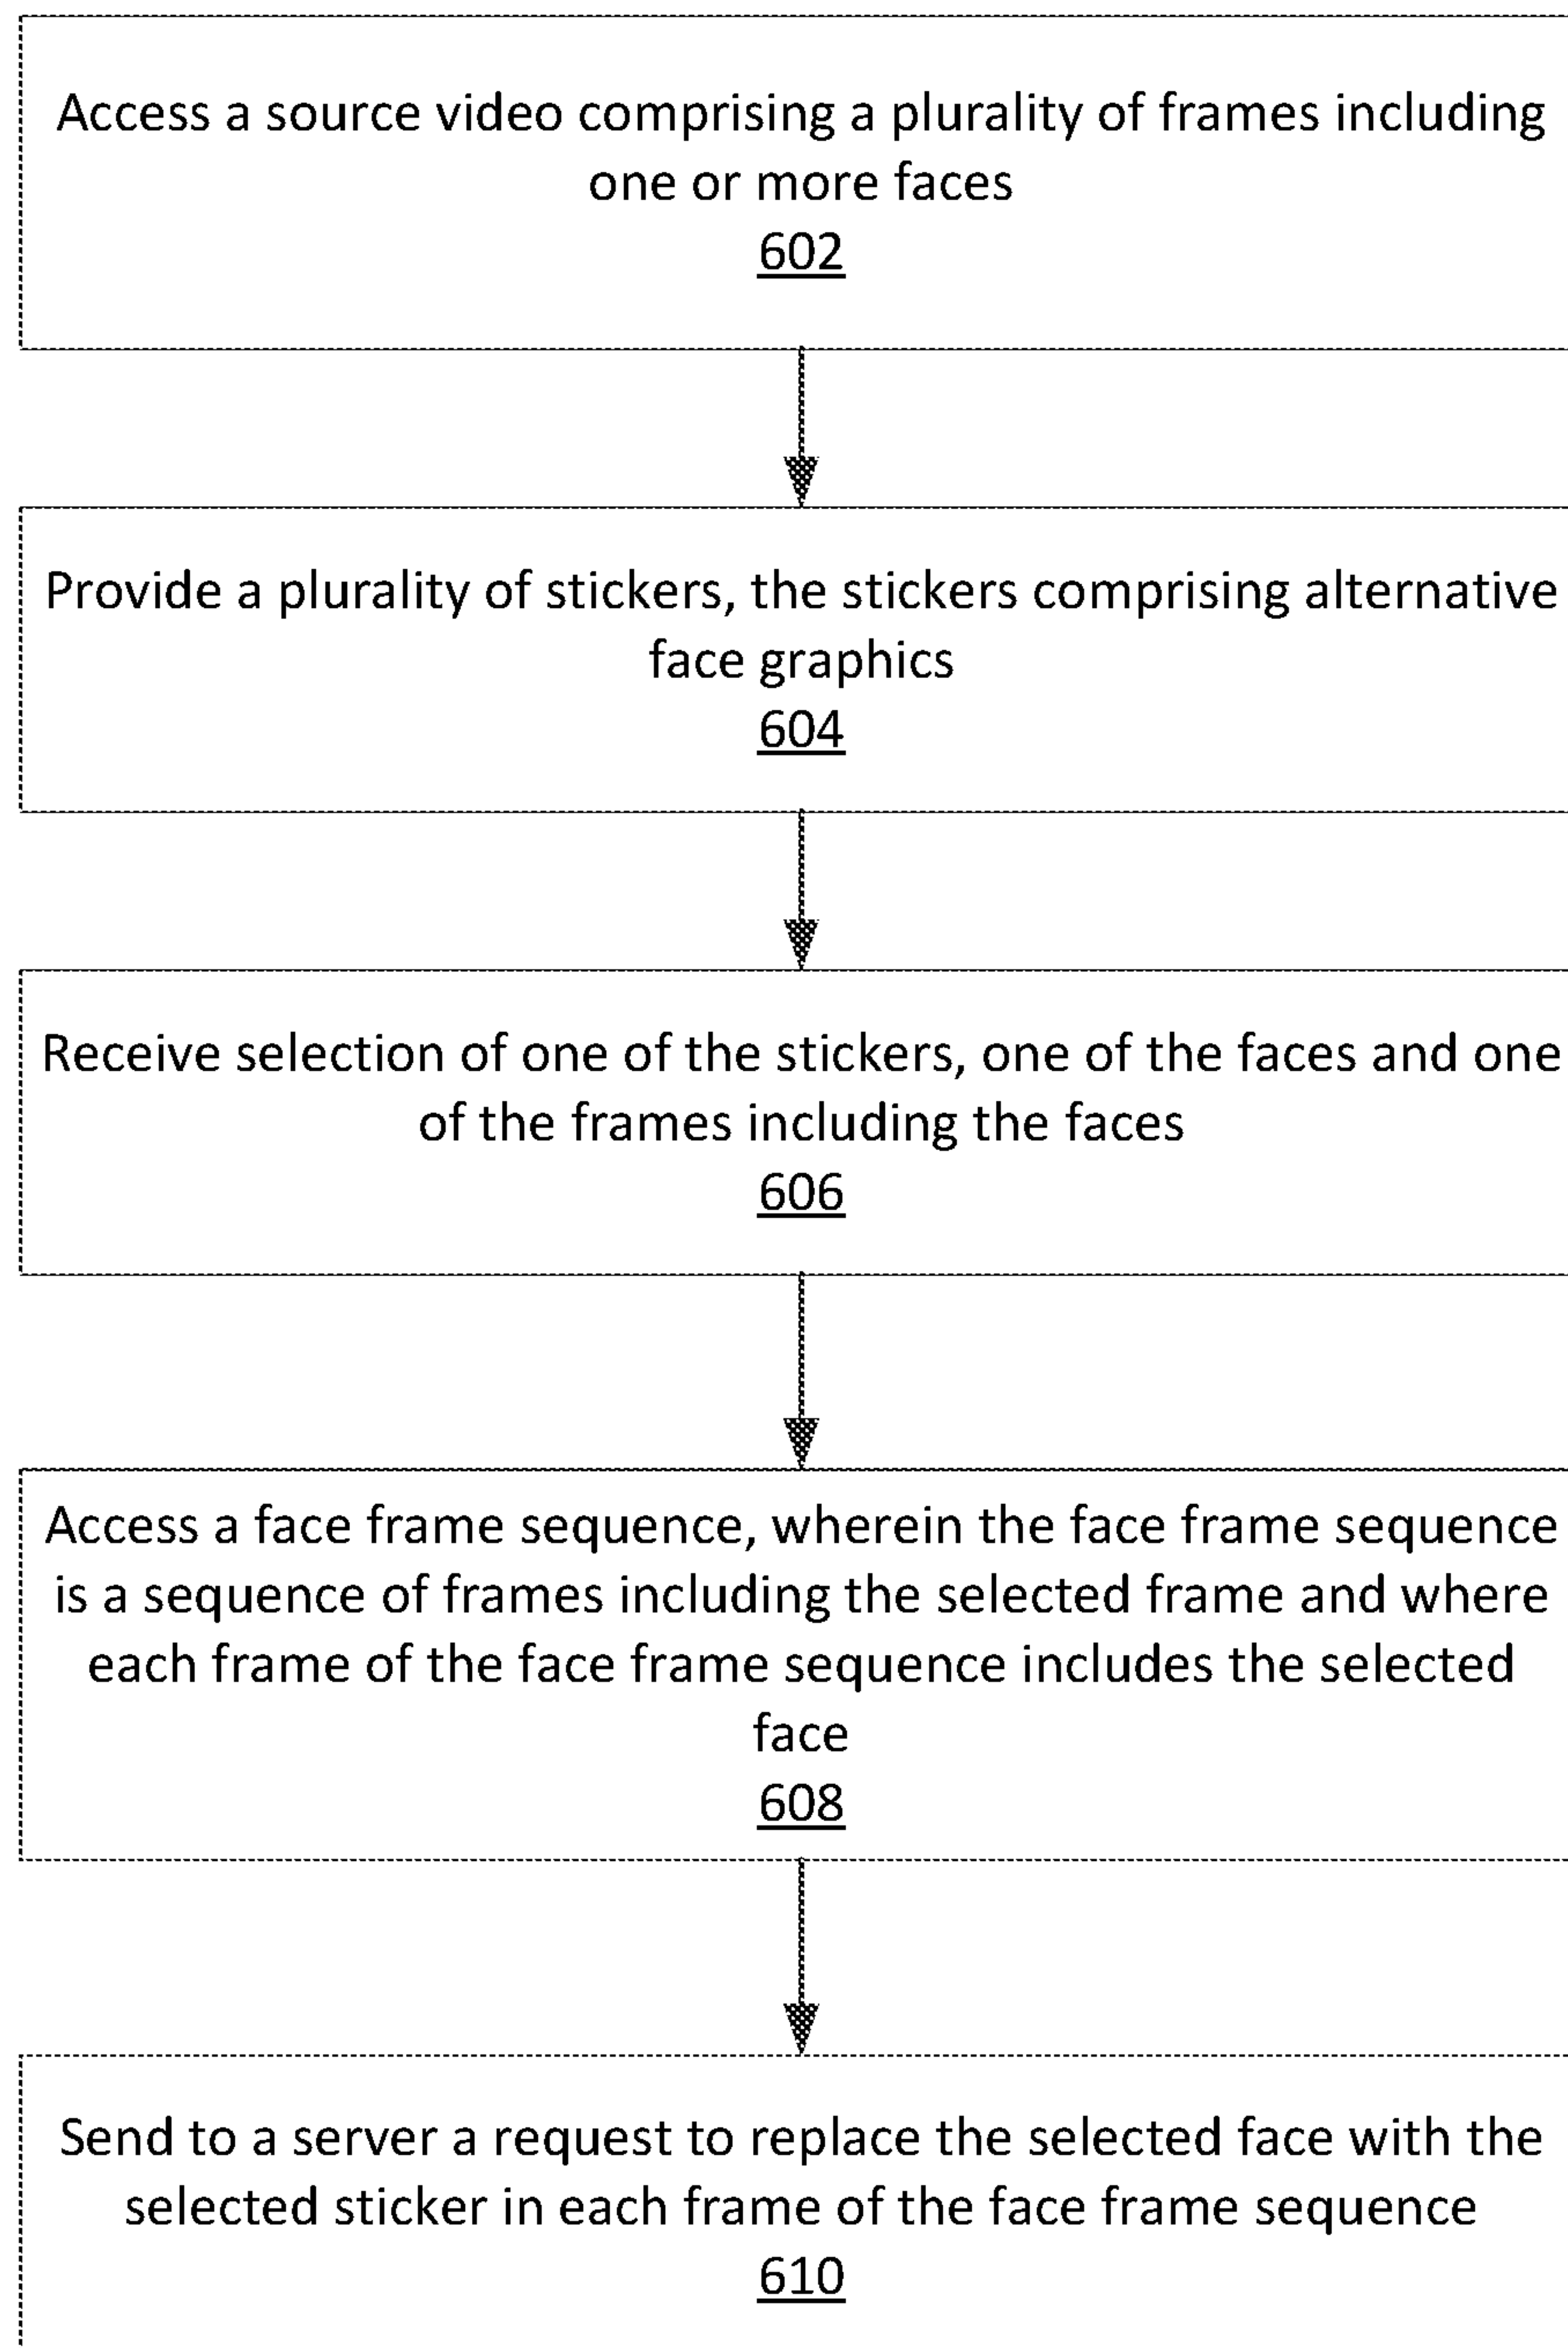 Access a source video comprising a plurality of frames including
one or more faces
602
Provide a plurality of stickers, the stickers comprising alternative
face graphics
604
Receive selection of one of the stickers, one of the faces and one
of the frames including the faces
606
Access a face frame sequence, wherein the face frame sequence
is a sequence of frames including the selected frame and where
each frame of the face frame sequence includes the selected
face
608
Send to a server a request to replace the selected face with the
selected sticker in each frame of the face frame sequence
610